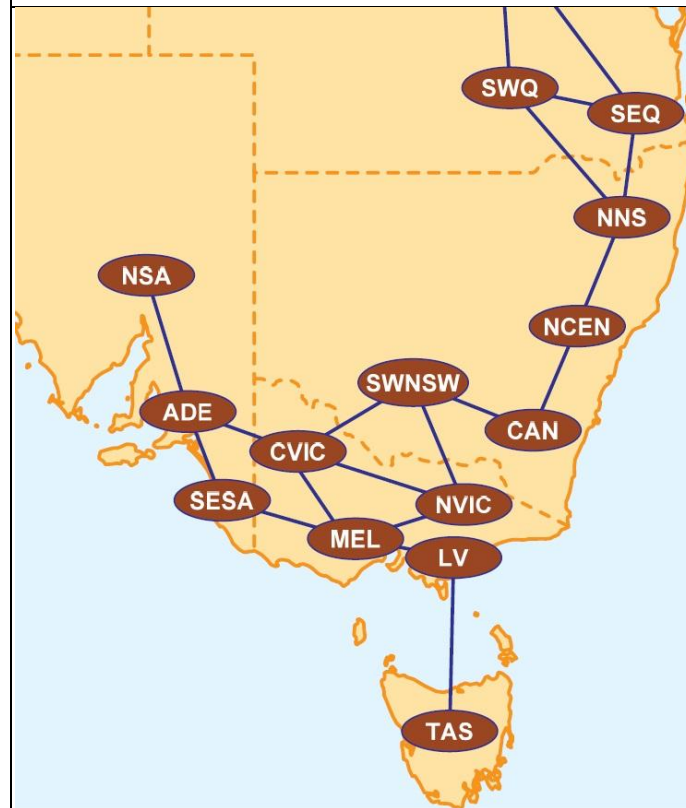 SWQ
SEQ
NNS
NSA
NCEN
SWNSW
ADE
CAN
CVIC
SESA
NVIC
MEL
LV
TAS